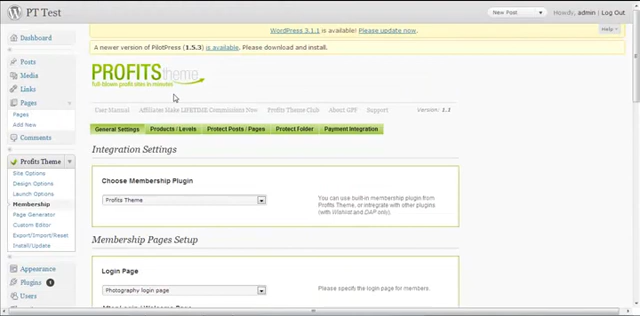 PT Test
New Post
Howdy, admin | Log Out
WordPress 3.1.1 is available! Please update now.
Help
A newer version of PilotPress (1.5.3) is available. Please download and install.
PROFITStheme
full-blown profit sites in minutes
User Manual
Affiliates Make LIFETIME Commissions Now
Profits Theme Club
About GPF
Support
General Settings
Products / Levels
Protect Posts / Pages
Protect Folder
Payment Integration
Integration Settings
Choose Membership Plugin
Profits Theme
You can use built-in membership plugin from
Profits Theme, or integrate with other plugins
(with Wishlist and DAP only).
Membership Pages Setup
Login Page
Photography login page
Please specify the login page for members.
Dashboard
Posts
Media
Links
Pages
Pages
Add New
Comments
Profits Theme
Site Options
Design Options
Launch Options
Membership
Page Generator
Custom Editor
Export/Import/Reset
Install/Update
Appearance
Plugins 1
Users